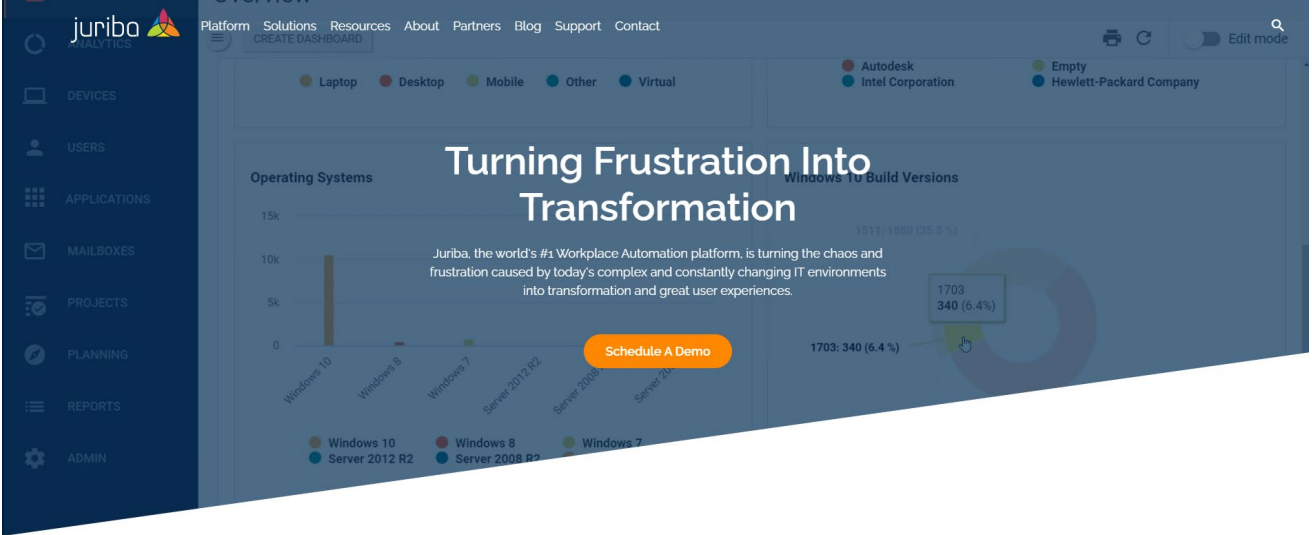 juriba
Platform Solutions Resources About Partners Blog Support Contact
ANALYTICS
CREATE DASHBOARD
Edit mode
DEVICES
USERS
APPLICATIONS
MAILBOXES
PROJECTS
PLANNING
REPORTS
ADMIN
Laptop Desktop Mobile Other Virtual
Autodesk Empty
Intel Corporation Hewlett-Packard Company
Turning Frustration Into
Transformation
Juriba, the world's #1 Workplace Automation platform, is turning the chaos and
frustration caused by today's complex and constantly changing IT environments
into transformation and great user experiences.
Schedule A Demo
Operating Systems
15k
10k
5k
0
Windows 10
Windows 8
Windows 7
Server 2012 R2
Server 2008
Server
Windows 10 Windows 8 Windows 7
Server 2012 R2 Server 2008 R2
Windows 10 Build Versions
1511: 1880 (35.3 %)
1703
340 (6.4%)
1703: 340 (6.4 %)